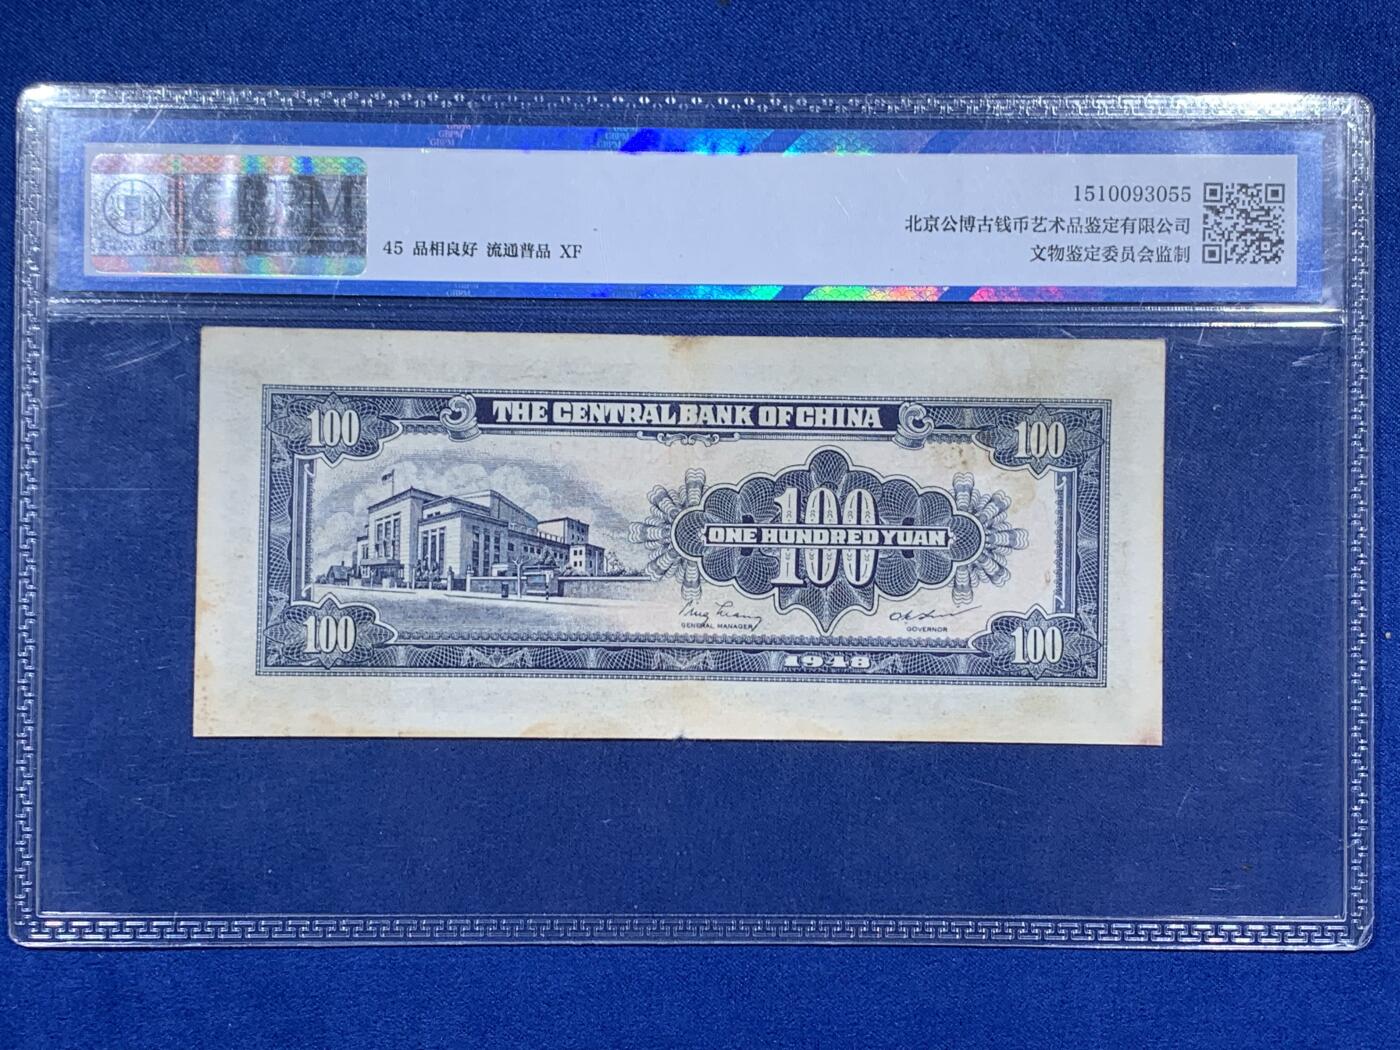 GBPM
1510093055
北京公博古钱币艺术品鉴定有限公司
45 品相良好 流通普品 XF
文物鉴定委员会监制
THE CENTRAL BANK OF CHINA
100
100
100
ONE HUNDRED YUAN
GENERAL MANAGER
GOVERNOR
100
100
1948